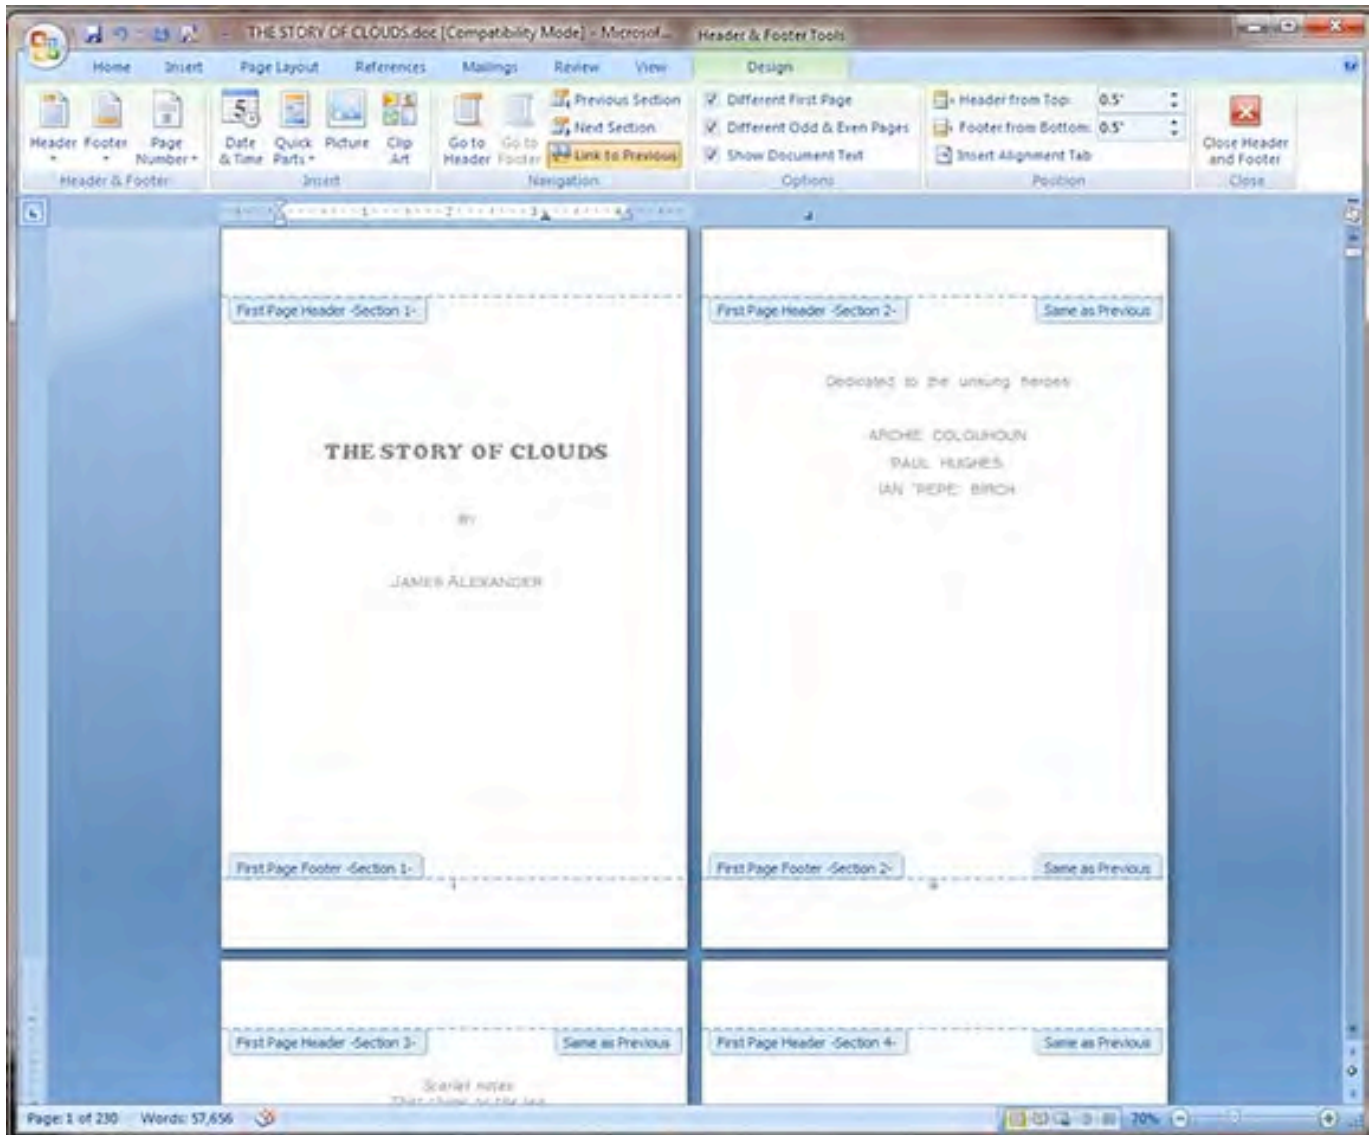 THE STORY OF CLOUDS.doc [Compatibility Mode] - Microsof...
Header & Footer Tools
Home Insert Page Layout References Mailings Review View Design
Header Footer Page Number
Date & Time Quick Parts Picture Clip Art
Go to Header Go to Footer
Previous Section
Next Section
Link to Previous
Different First Page
Different Odd & Even Pages
Show Document Text
Header from Top: 0.5"
Footer from Bottom: 0.5"
Insert Alignment Tab
Close Header and Footer
Header & Footer Insert Navigation Options Position Close
First Page Header -Section 1-
THE STORY OF CLOUDS
BY
JAMES ALEXANDER
First Page Footer -Section 1-
First Page Header -Section 2- Same as Previous
Dedicated to the unsung heroes
ARCHIE COLQUHOUN
PAUL HUGHES
IAN "PEPE" BIRCH
First Page Footer -Section 2- Same as Previous
First Page Header -Section 3- Same as Previous
Scarlet notes
That chime on the
First Page Header -Section 4- Same as Previous
Page: 1 of 230 Words: 57,656 70%